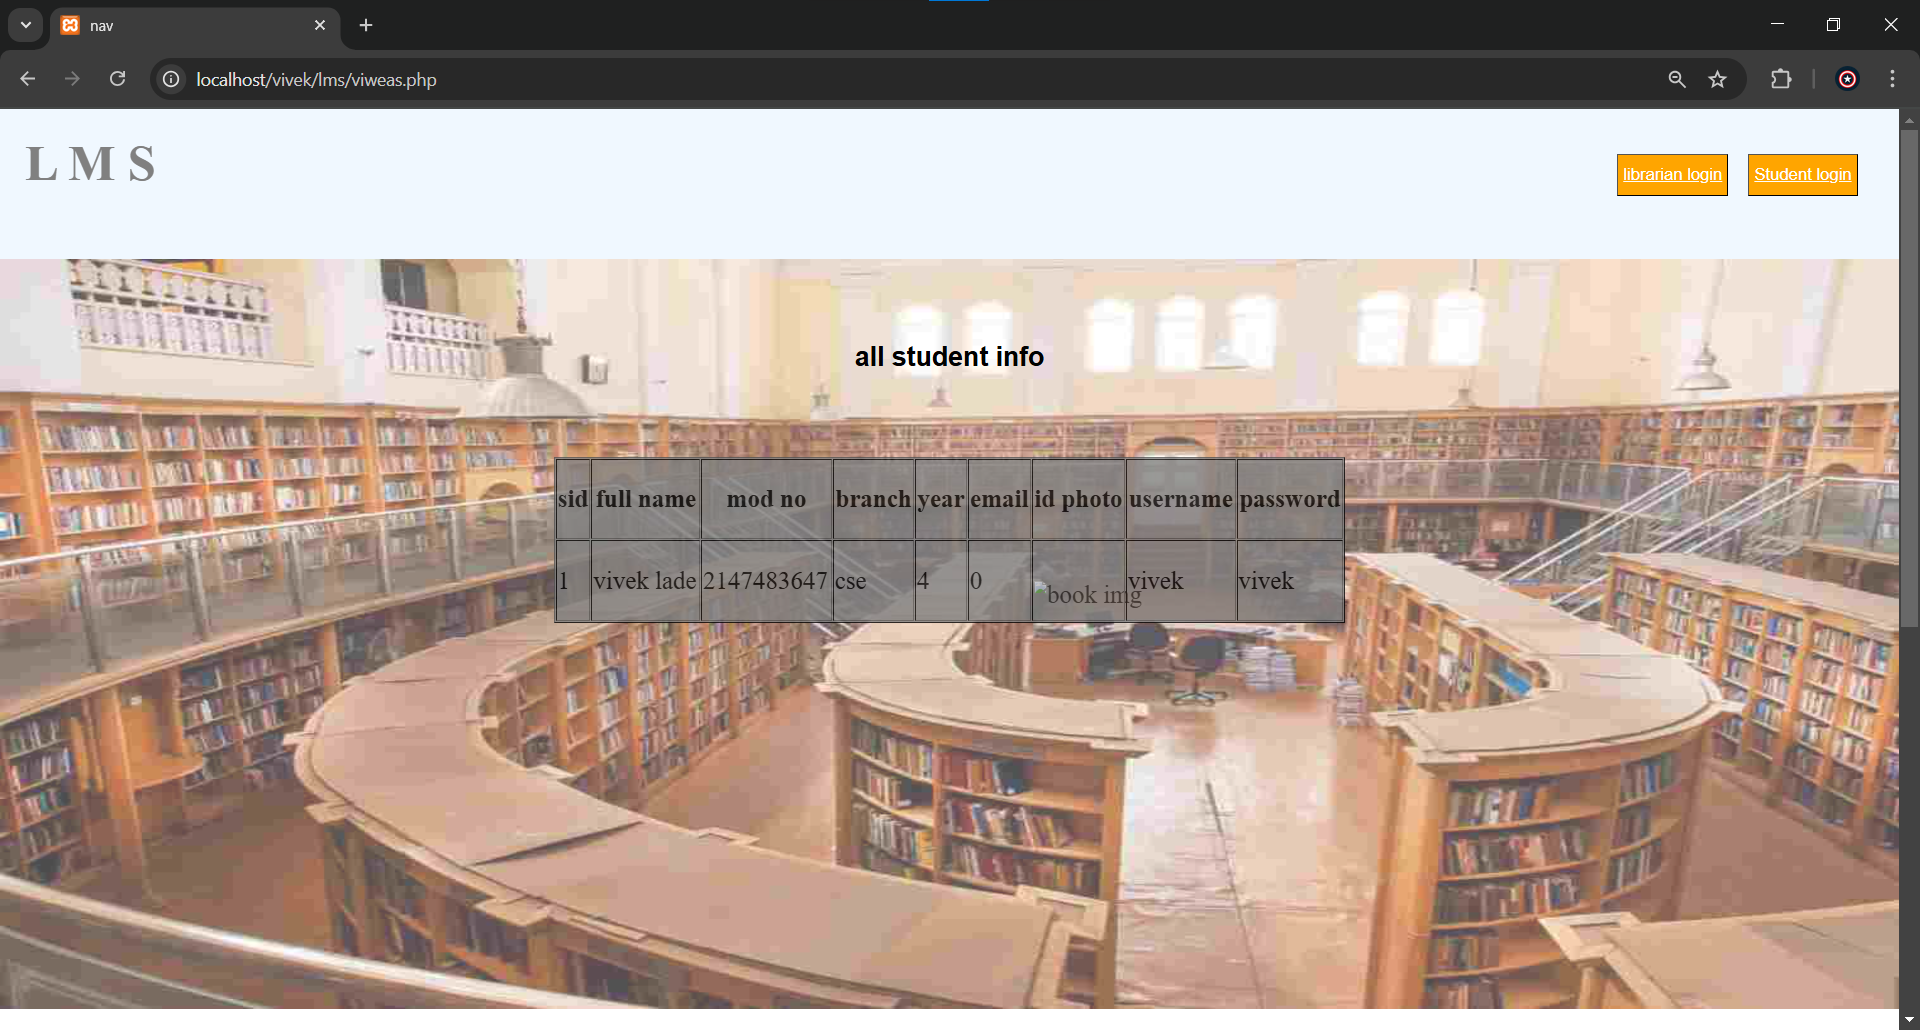 nav
localhost/vivek/lms/viweas.php
L M S
librarian login Student login
all student info
sid full name mod no branch year email id photo username password
1 vivek lade 2147483647 cse 4 0 book img vivek vivek